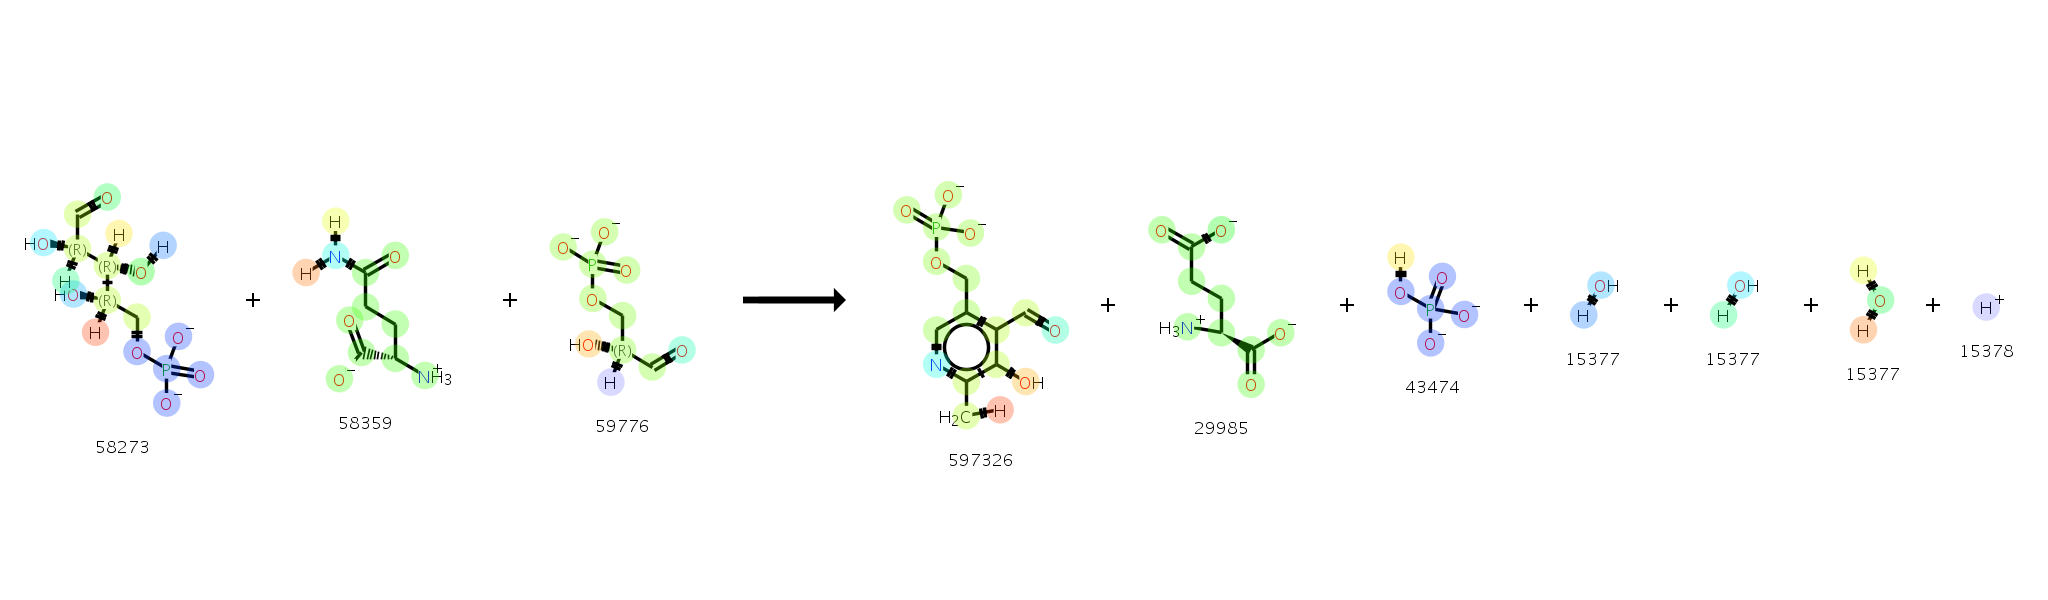 O
HO (R) H H
(R) O
H
HO (R)
H
O O−
P O
O−
58273
+
H
N
H O
O
O− NH3+
58359
+
O− O−
P O
O
HO (R) O
H
59776
O O−
P O−
O
O
N OH
H2C H
597326
+
O O−
H3N+ O−
O
29985
+
H
O O
P O−
O−
43474
+
OH
H
15377
+
OH
H
15377
+
H
O
H
15377
+
H+
15378